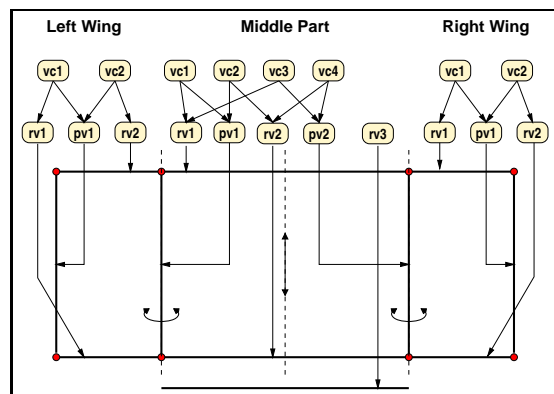 Left Wing Middle Part Right Wing
vc1 vc2 vc1 vc2 vc3 vc4 vc1 vc2
rv1 pv1 rv2 rv1 pv1 rv2 pv2 rv3 rv1 pv1 rv2